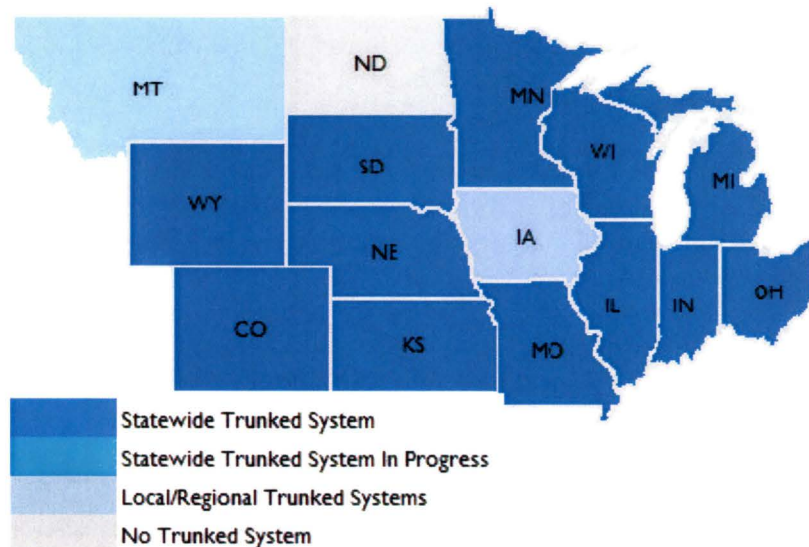 ND
MT
MN
WI
SD
MI
WY
IA
NE
IL
IN
OH
CO
KS
MO
Statewide Trunked System
Statewide Trunked System In Progress
Local/Regional Trunked Systems
No Trunked System